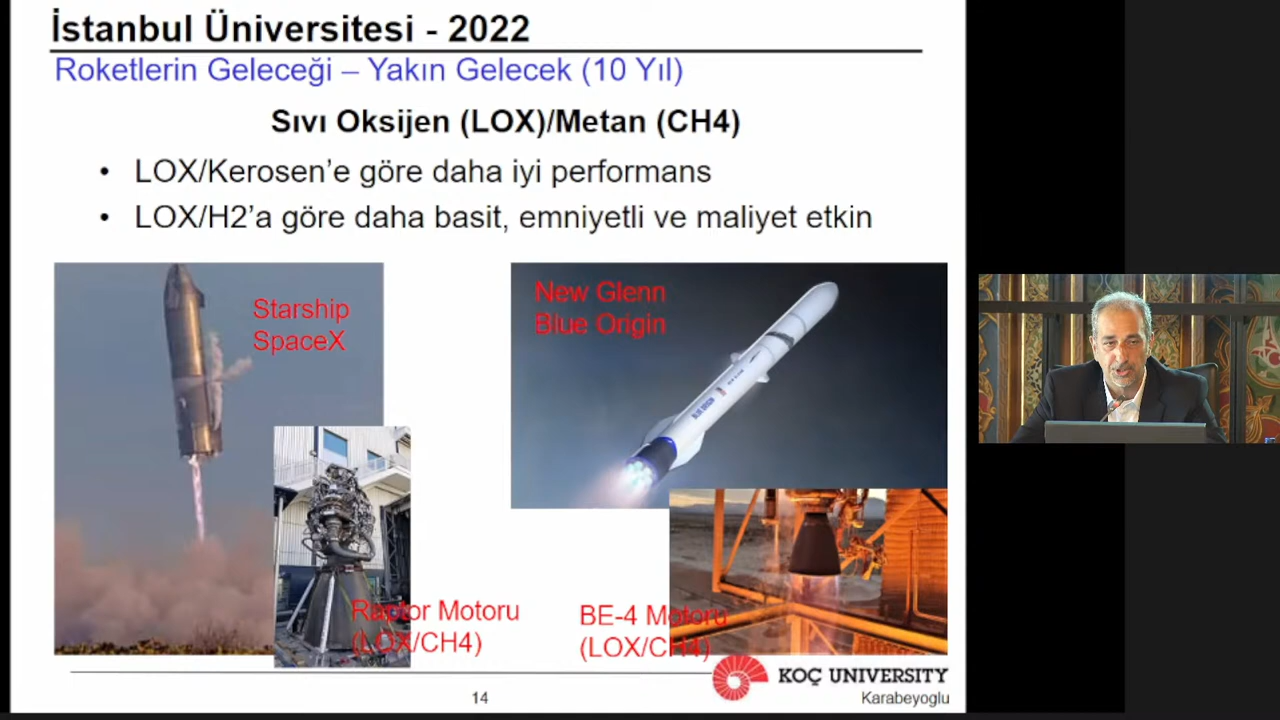 İstanbul Üniversitesi - 2022
Roketlerin Geleceği – Yakın Gelecek (10 Yıl)
Sıvı Oksijen (LOX)/Metan (CH4)
• LOX/Kerosen’e göre daha iyi performans
• LOX/H2’a göre daha basit, emniyetli ve maliyet etkin
Starship
SpaceX
New Glenn
Blue Origin
BLUE ORIGIN
Raptor Motoru
(LOX/CH4)
BE-4 Motoru
(LOX/CH4)
KOÇ UNIVERSITY
14
Karabeyoglu